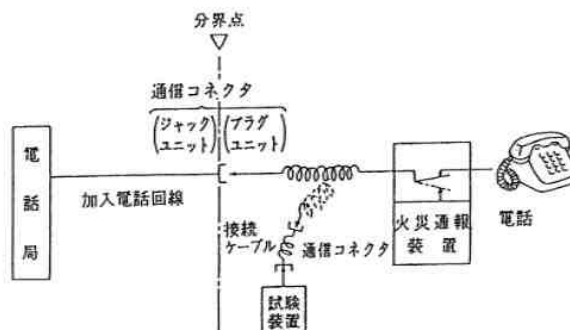 分界点
通信コネクタ
(ジャックユニット)
(プラグユニット)
電話局
加入電話回線
接続ケーブル
通信コネクタ
試験装置
火災通報装置
電話